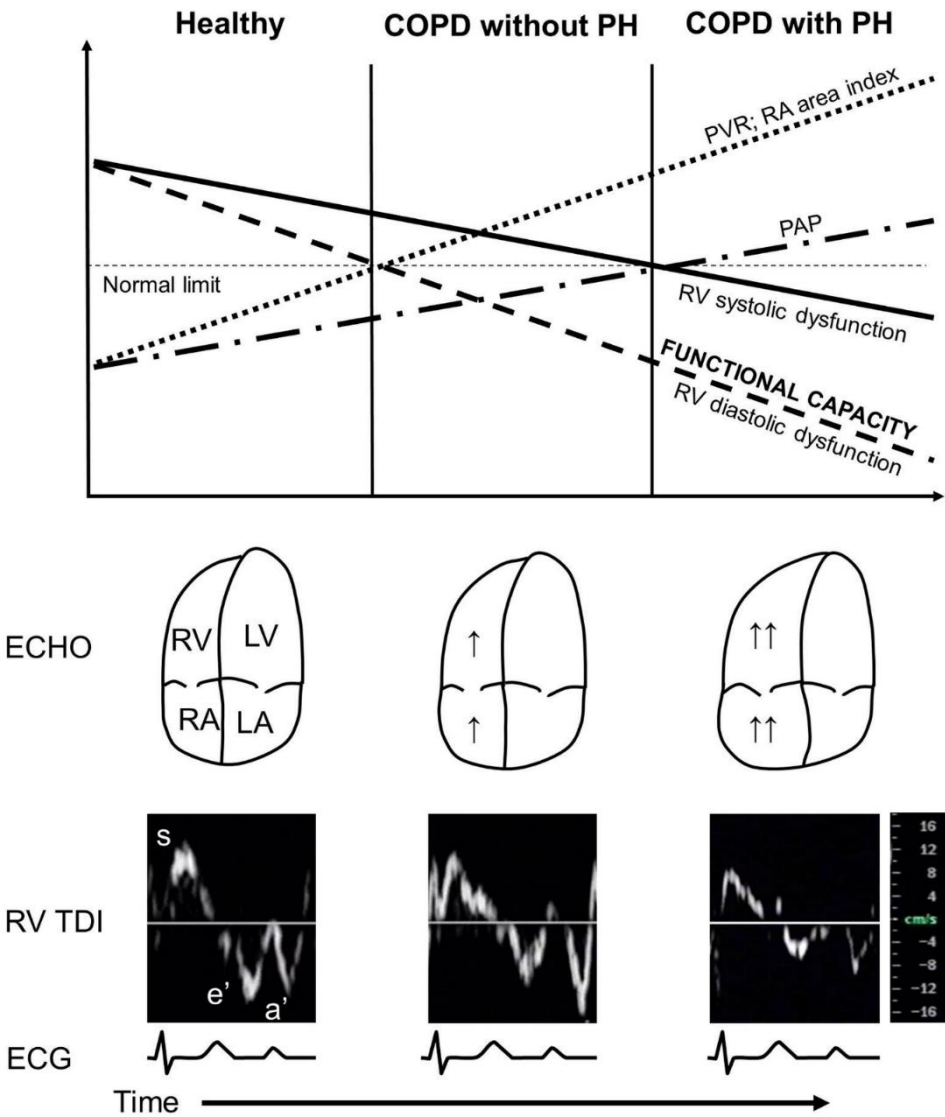 Healthy
COPD without PH
COPD with PH
PVR; RA area index
PAP
Normal limit
RV systolic dysfunction
FUNCTIONAL CAPACITY
RV diastolic dysfunction
ECHO
RV
LV
RA
LA
↑
↑
↑↑
↑↑
RV TDI
s
e’
a’
16
12
8
4
cm/s
-4
-8
-12
-16
ECG
Time